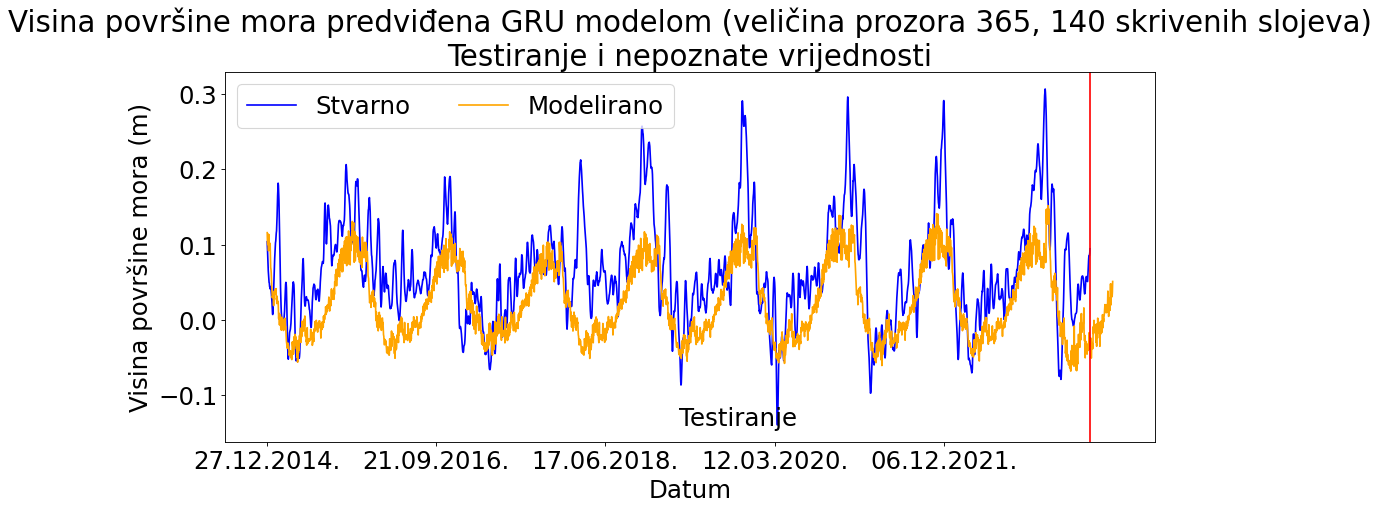 Visina površine mora predviđena GRU modelom (veličina prozora 365, 140 skrivenih slojeva)
Testiranje i nepoznate vrijednosti
Stvarno Modelirano
Visina površine mora (m)
0.3
0.2
0.1
0.0
−0.1
Testiranje
27.12.2014. 21.09.2016. 17.06.2018. 12.03.2020. 06.12.2021.
Datum